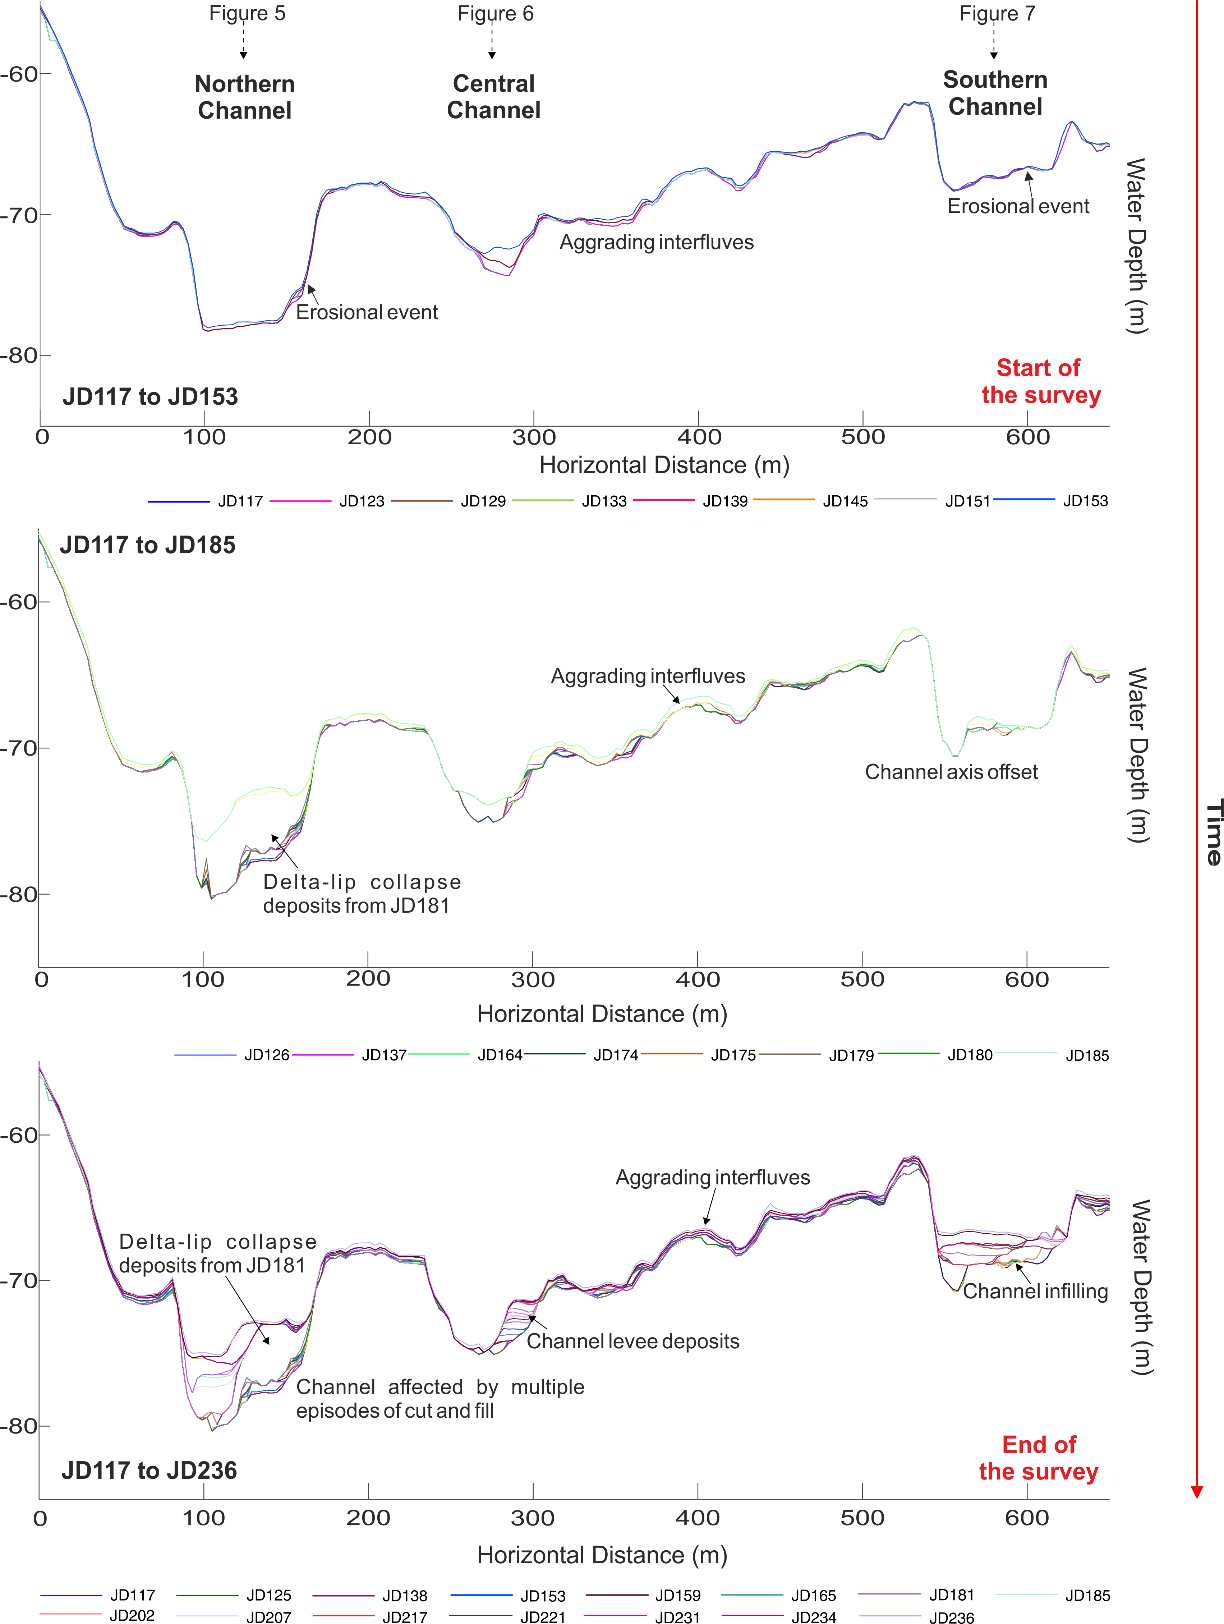 Figure 5
Figure 6
Figure 7
Northern
Channel
Central
Channel
Southern
Channel
-60
-70
-80
Erosional event
Aggrading interfluves
Erosional event
Water Depth (m)
JD117 to JD153
Start of
the survey
0 100 200 300 400 500 600
Horizontal Distance (m)
JD117 JD123 JD129 JD133 JD139 JD145 JD151 JD153
JD117 to JD185
-60
-70
-80
Aggrading interfluves
Channel axis offset
Delta-lip collapse
deposits from JD181
Water Depth (m)
Time
0 100 200 300 400 500 600
Horizontal Distance (m)
JD126 JD137 JD164 JD174 JD175 JD179 JD180 JD185
-60
-70
-80
Aggrading interfluves
Delta-lip collapse
deposits from JD181
Channel infilling
Channel levee deposits
Channel affected by multiple
episodes of cut and fill
Water Depth (m)
JD117 to JD236
End of
the survey
0 100 200 300 400 500 600
Horizontal Distance (m)
JD117 JD125 JD138 JD153 JD159 JD165 JD181 JD185
JD202 JD207 JD217 JD221 JD231 JD234 JD236